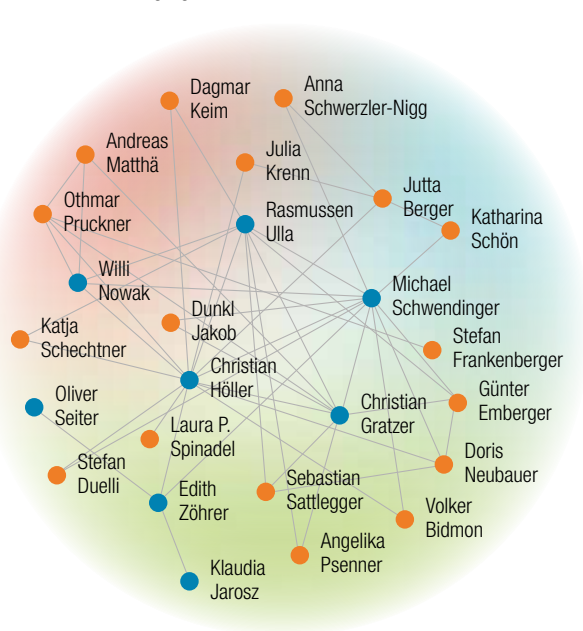 Dagmar
Keim
Anna
Schwerzler-Nigg
Andreas
Matthä
Julia
Krenn
Othmar
Pruckner
Jutta
Berger
Rasmussen
Ulla
Katharina
Schön
Willi
Nowak
Michael
Schwendinger
Dunkl
Jakob
Katja
Schechtner
Stefan
Frankenberger
Christian
Höller
Oliver
Seiter
Christian
Gratzer
Günter
Emberger
Laura P.
Spinadel
Stefan
Duelli
Doris
Neubauer
Sebastian
Sattlegger
Edith
Zöhrer
Volker
Bidmon
Angelika
Psenner
Klaudia
Jarosz